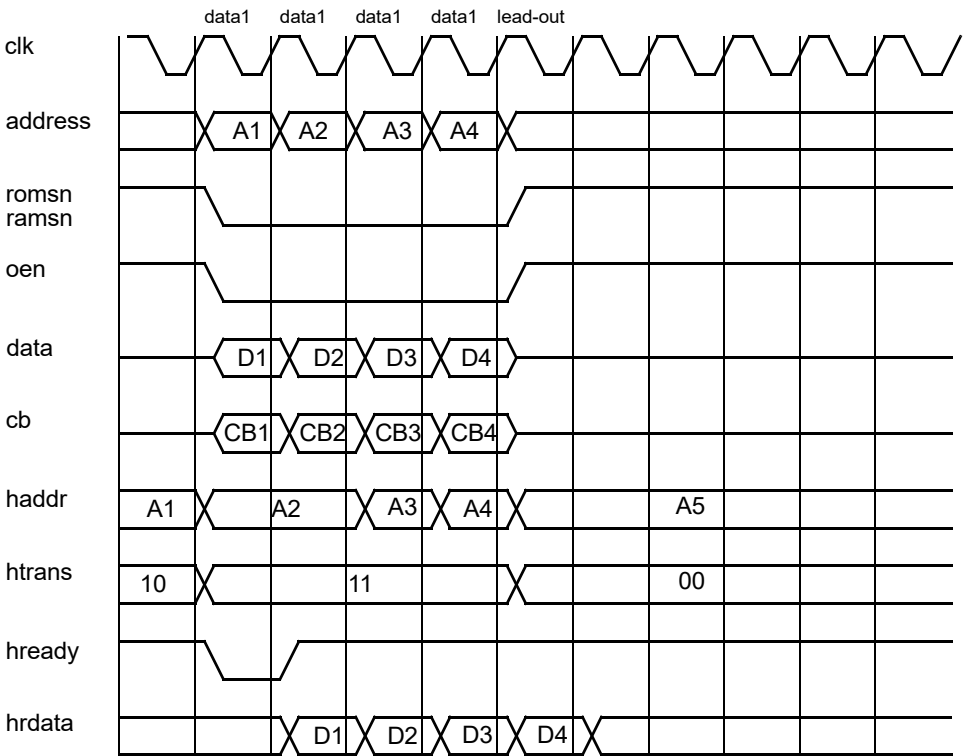 data1 data1 data1 data1 lead-out
clk
address A1 A2 A3 A4
romsn
ramsn
oen
data D1 D2 D3 D4
cb CB1 CB2 CB3 CB4
haddr A1 A2 A3 A4 A5
htrans 10 11 00
hready
hrdata D1 D2 D3 D4